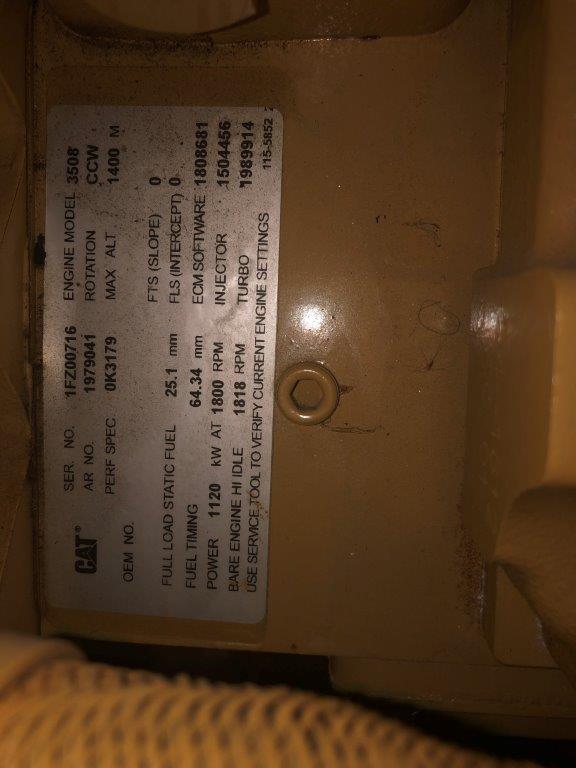 CAT®
SER. NO. 1FZ00716 ENGINE MODEL 3508
AR NO. 1979041 ROTATION CCW
PERF SPEC 0K3179 MAX ALT 1400 M
OEM NO.
FULL LOAD STATIC FUEL 25.1 mm FTS (SLOPE) 0
FUEL TIMING 64.34 mm FLS (INTERCEPT) 0
POWER 1120 kW AT 1800 RPM ECM SOFTWARE 1808681
BARE ENGINE HI IDLE 1818 RPM INJECTOR 1504456
TURBO 1989914
USE SERVICE TOOL TO VERIFY CURRENT ENGINE SETTINGS 115-5852 2